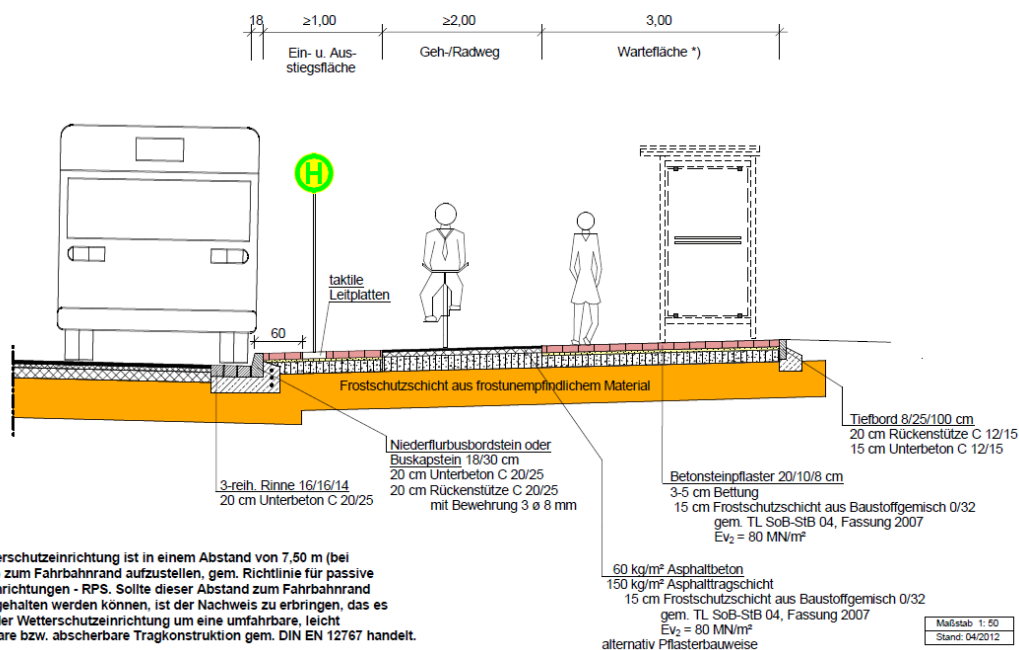 18 ≥1,00 ≥2,00 3,00
Ein- u. Aus-
stiegsfläche
Geh-/Radweg
Wartefläche *)
H
taktile
Leitplatten
60
Frostschutzschicht aus frostunempfindlichem Material
Tiefbord 8/25/100 cm
20 cm Rückenstütze C 12/15
15 cm Unterbeton C 12/15
Niederflurbusbordstein oder
Buskapstein 18/30 cm
20 cm Unterbeton C 20/25
20 cm Rückenstütze C 20/25
mit Bewehrung 3 ø 8 mm
3-reih. Rinne 16/16/14
20 cm Unterbeton C 20/25
Betonsteinpflaster 20/10/8 cm
3-5 cm Bettung
15 cm Frostschutzschicht aus Baustoffgemisch 0/32
gem. TL SoB-StB 04, Fassung 2007
Ev₂ = 80 MN/m²
60 kg/m² Asphaltbeton
150 kg/m² Asphalttragschicht
15 cm Frostschutzschicht aus Baustoffgemisch 0/32
gem. TL SoB-StB 04, Fassung 2007
Ev₂ = 80 MN/m²
alternativ Pflasterbauweise
erschutzeinrichtung ist in einem Abstand von 7,50 m (bei
zum Fahrbahnrand aufzustellen, gem. Richtlinie für passive
nrichtungen - RPS. Sollte dieser Abstand zum Fahrbahnrand
gehalten werden können, ist der Nachweis zu erbringen, das es
der Wetterschutzeinrichtung um eine umfahrbare, leicht
are bzw. abscherbare Tragkonstruktion gem. DIN EN 12767 handelt.
Maßstab 1: 50
Stand: 04/2012